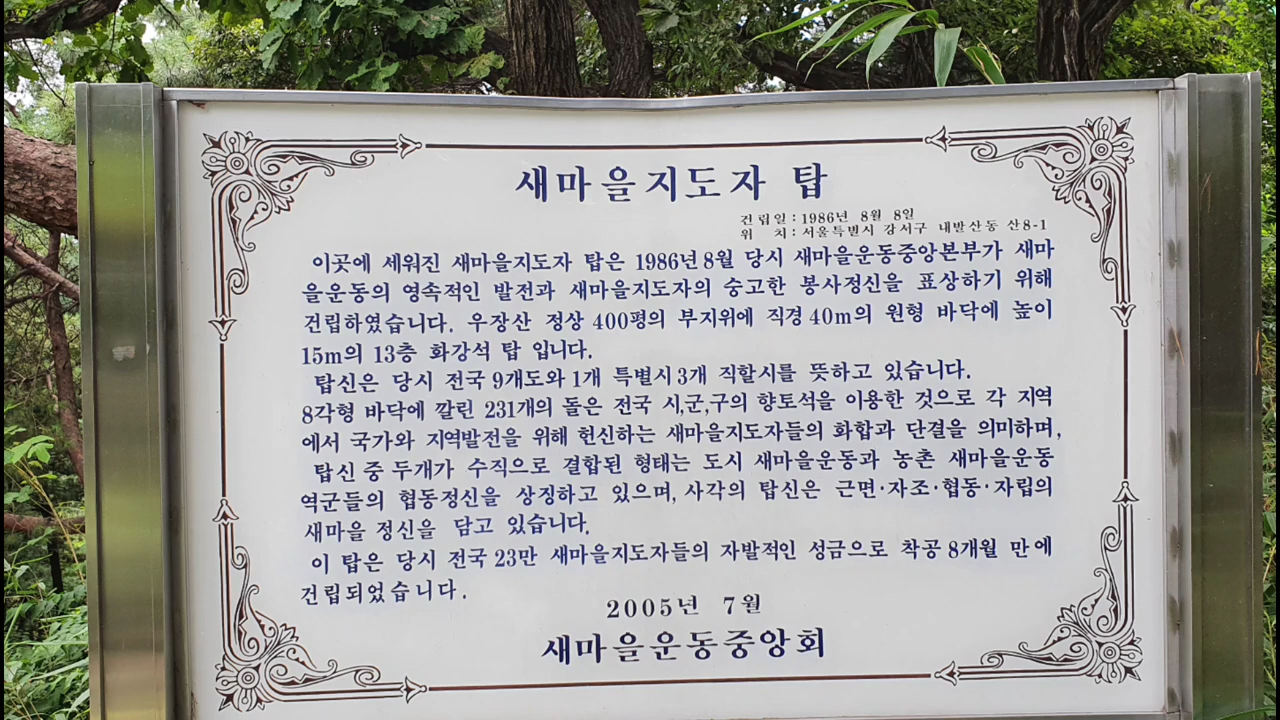 새마을지도자 탑
건립일 : 1986년 8월 8일
위 치 : 서울특별시 강서구 내발산동 산8-1
이곳에 세워진 새마을지도자 탑은 1986년 8월 당시 새마을운동중앙본부가 새마
을운동의 영속적인 발전과 새마을지도자의 숭고한 봉사정신을 표상하기 위해
건립하였습니다. 우장산 정상 400평의 부지위에 직경 40m의 원형 바닥에 높이
15m의 13층 화강석 탑 입니다.
탑신은 당시 전국 9개도와 1개 특별시 3개 직할시를 뜻하고 있습니다.
8각형 바닥에 깔린 231개의 돌은 전국 시,군,구의 향토석을 이용한 것으로 각 지역
에서 국가와 지역발전을 위해 헌신하는 새마을지도자들의 화합과 단결을 의미하며,
탑신 중 두개가 수직으로 결합된 형태는 도시 새마을운동과 농촌 새마을운동
역군들의 협동정신을 상징하고 있으며, 사각의 탑신은 근면·자조·협동·자립의
새마을 정신을 담고 있습니다.
이 탑은 당시 전국 23만 새마을지도자들의 자발적인 성금으로 착공 8개월 만에
건립되었습니다.
2005년 7월
새마을운동중앙회